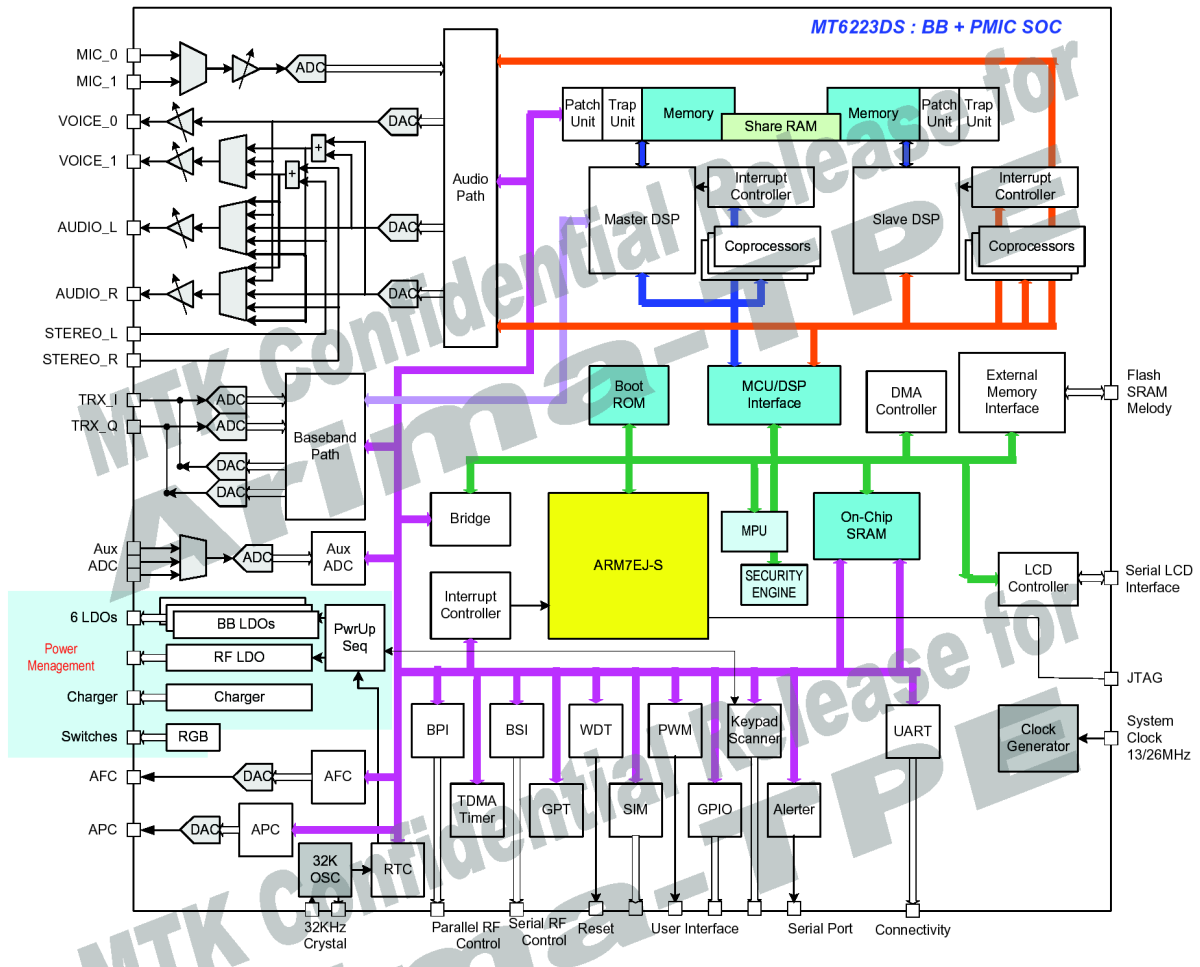 MT6223DS : BB + PMIC SOC
MIC_0
MIC_1
ADC
VOICE_0
DAC
VOICE_1
+
+
AUDIO_L
DAC
AUDIO_R
DAC
STEREO_L
STEREO_R
Audio
Path
Patch
Unit
Trap
Unit
Memory
Share RAM
Memory
Patch
Unit
Trap
Unit
Master DSP
Interrupt
Controller
Coprocessors
Slave DSP
Interrupt
Controller
Coprocessors
TRX_I
TRX_Q
ADC
ADC
DAC
DAC
Baseband
Path
Boot
ROM
MCU/DSP
Interface
DMA
Controller
External
Memory
Interface
Flash
SRAM
Melody
Bridge
ARM7EJ-S
MPU
SECURITY
ENGINE
On-Chip
SRAM
LCD
Controller
Serial LCD
Interface
Aux
ADC
ADC
Aux
ADC
Interrupt
Controller
6 LDOs
BB LDOs
PwrUp
Seq
Power
Menagement
RF LDO
Charger
Charger
Switches
RGB
JTAG
BPI
BSI
WDT
PWM
Keypad
Scanner
UART
Clock
Generator
System
Clock
13/26MHz
AFC
DAC
AFC
TDMA
Timer
GPT
SIM
GPIO
Alerter
APC
DAC
APC
32K
OSC
RTC
32KHz
Crystal
Parallel RF
Control
Serial RF
Control
Reset
User Interface
Serial Port
Connectivity
MTK Confidential Release for
Arima-TPE
MTK Confidential Release for
Arima-TPE